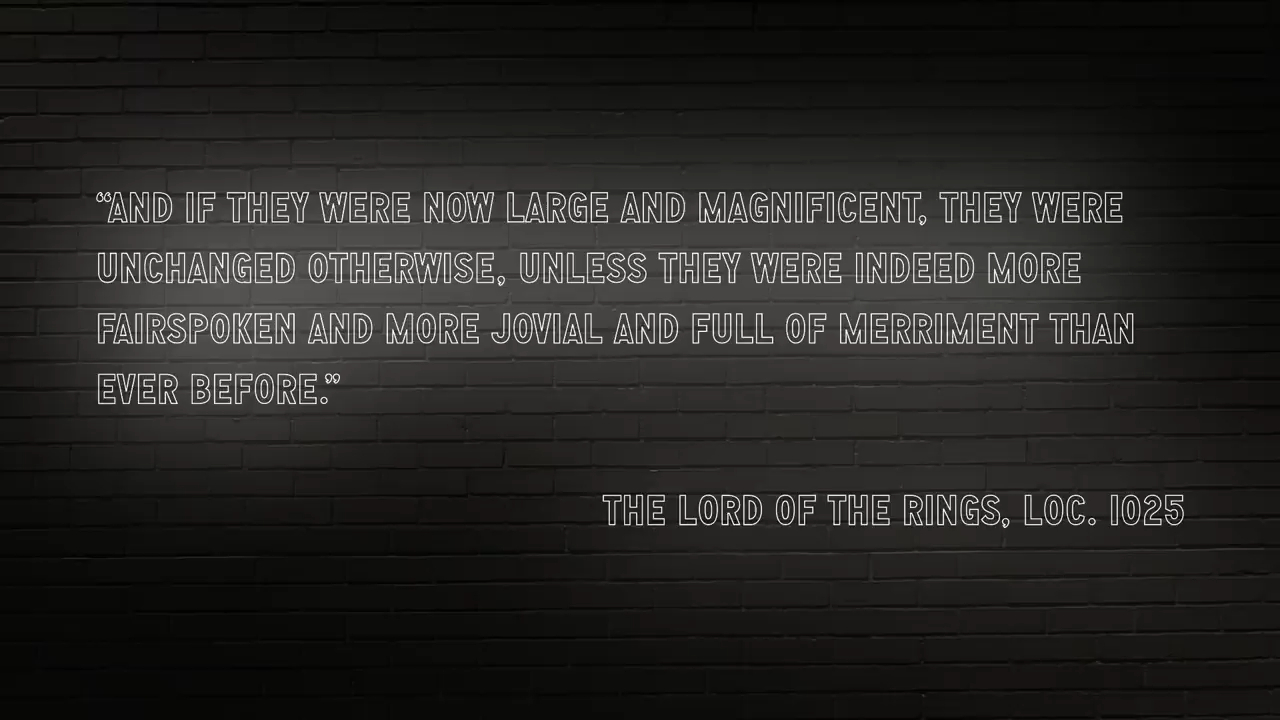 “AND IF THEY WERE NOW LARGE AND MAGNIFICENT, THEY WERE
UNCHANGED OTHERWISE, UNLESS THEY WERE INDEED MORE
FAIRSPOKEN AND MORE JOVIAL AND FULL OF MERRIMENT THAN
EVER BEFORE.”
THE LORD OF THE RINGS, LOC. 1025